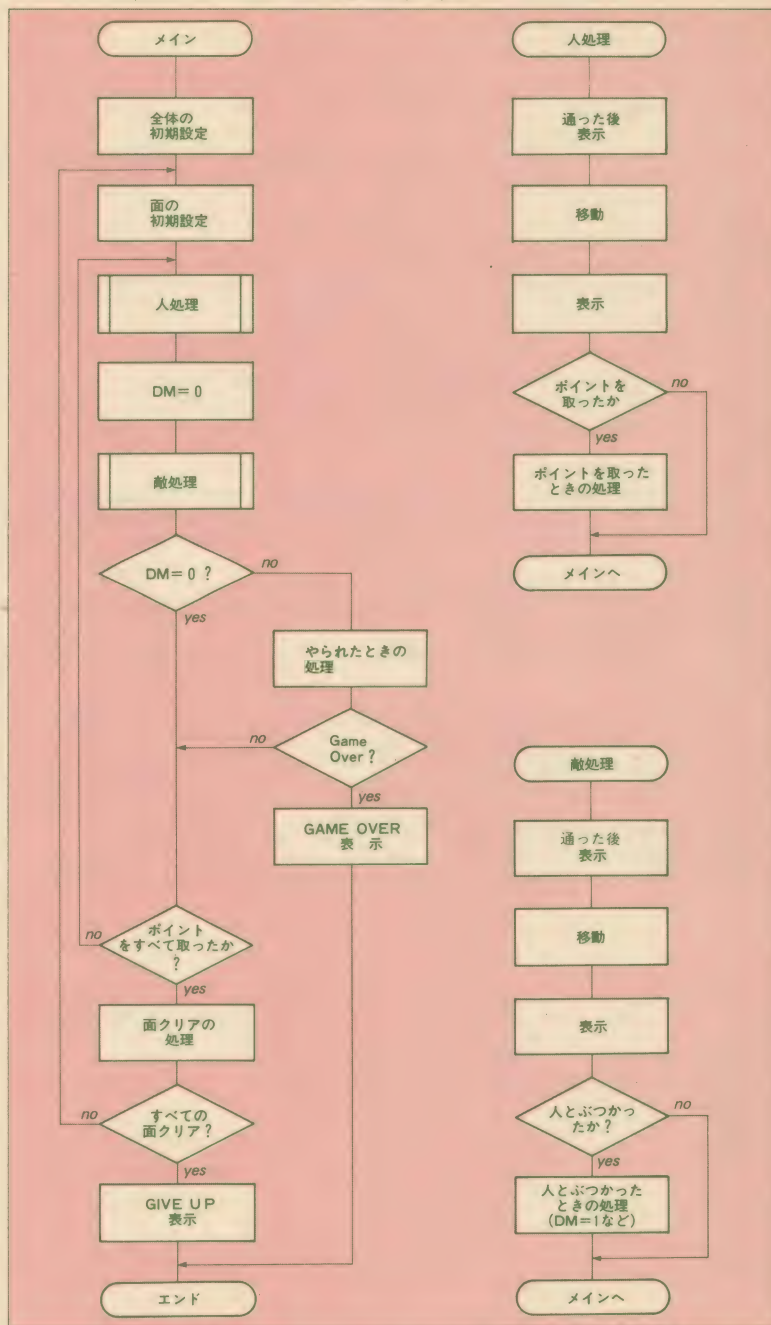 メイン
全体の
初期設定
面の
初期設定
人処理
DM=0
敵処理
DM=0 ?
no
yes
やられたときの
処理
Game
Over ?
no
yes
GAME OVER
表 示
ポイント
をすべて取ったか
?
no
yes
面クリアの
処理
すべての
面クリア?
no
yes
GIVE UP
表示
エンド
人処理
通った後
表示
移動
表示
ポイントを
取ったか
no
yes
ポイントを取った
ときの処理
メインへ
敵処理
通った後
表示
移動
表示
人とぶつかっ
たか?
no
yes
人とぶつかった
ときの処理
(DM=1など)
メインへ